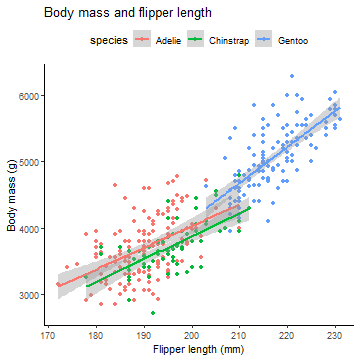 Body mass and flipper length
species Adelie Chinstrap Gentoo
6000
5000
4000
3000
Body mass (g)
170 180 190 200 210 220 230
Flipper length (mm)